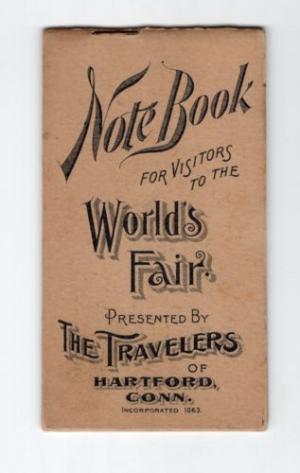 Note Book
FOR VISITORS
TO THE
World's
Fair.
PRESENTED BY
THE TRAVELERS
OF
HARTFORD,
CONN.
INCORPORATED 1863.